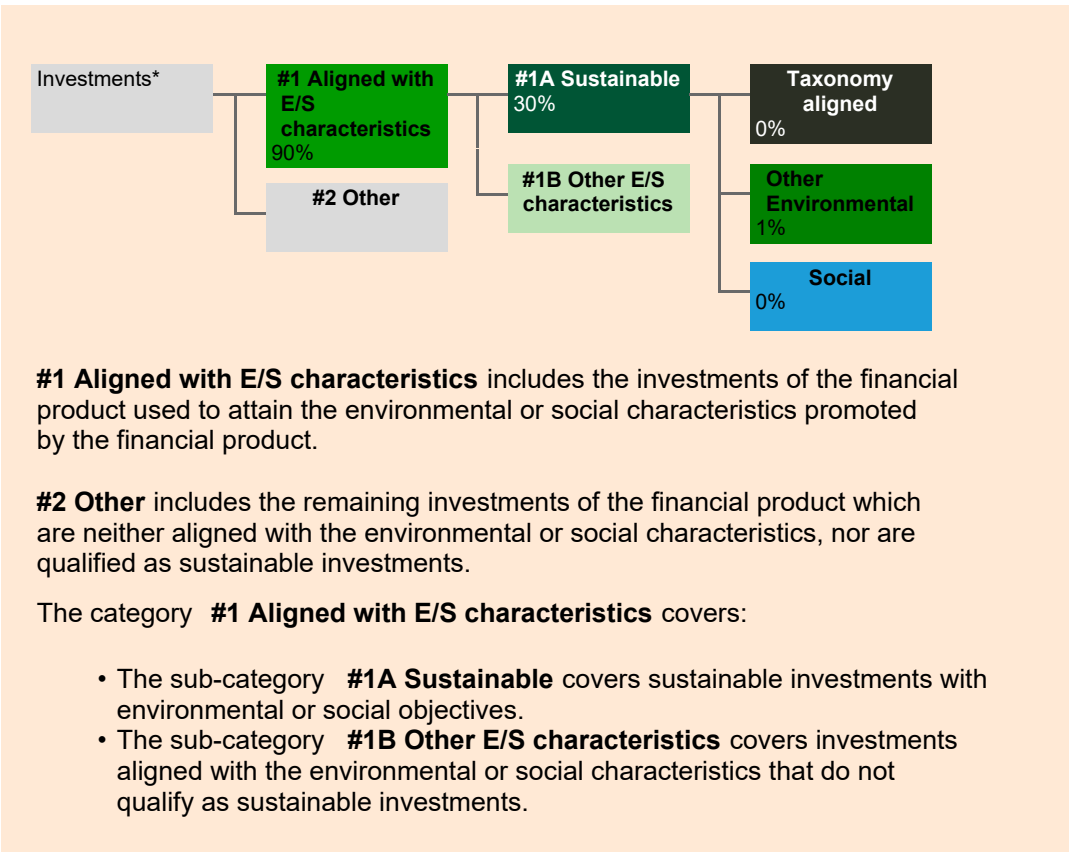 Investments*
#1 Aligned with
E/S
characteristics
90%
#2 Other
#1A Sustainable
30%
#1B Other E/S
characteristics
Taxonomy
aligned
0%
Other
Environmental
1%
Social
0%
#1 Aligned with E/S characteristics includes the investments of the financial
product used to attain the environmental or social characteristics promoted
by the financial product.
#2 Other includes the remaining investments of the financial product which
are neither aligned with the environmental or social characteristics, nor are
qualified as sustainable investments.
The category #1 Aligned with E/S characteristics covers:
• The sub-category #1A Sustainable covers sustainable investments with
environmental or social objectives.
• The sub-category #1B Other E/S characteristics covers investments
aligned with the environmental or social characteristics that do not
qualify as sustainable investments.